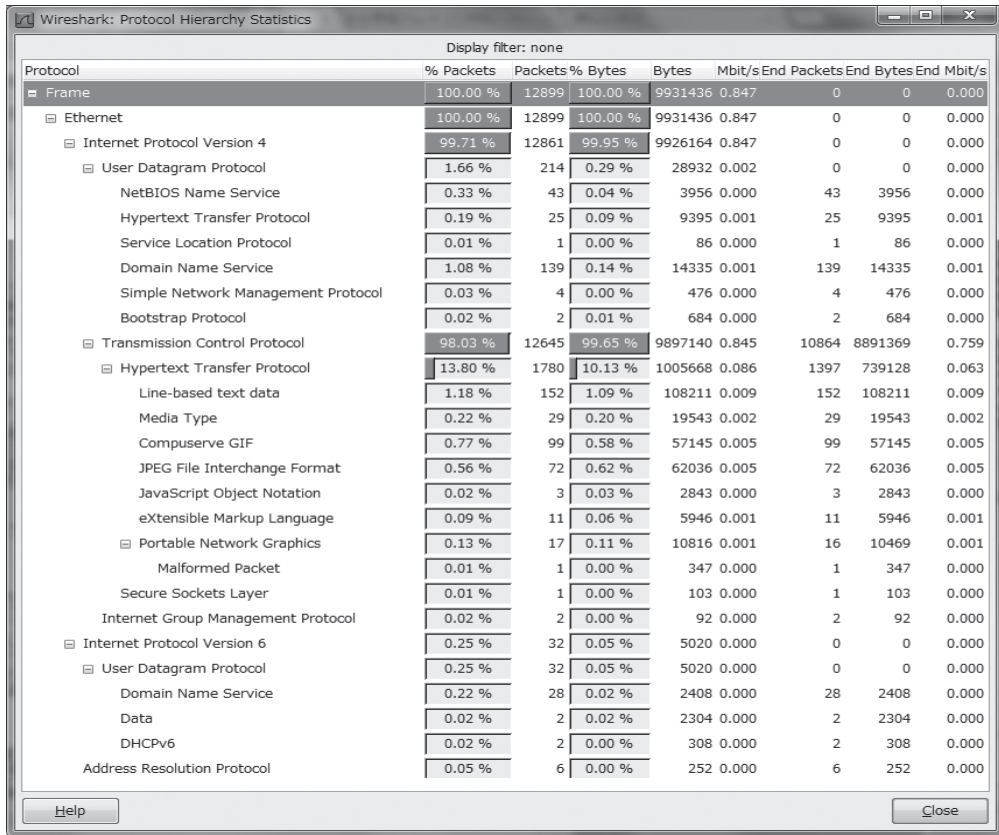 Wireshark: Protocol Hierarchy Statistics
Display filter: none
Protocol % Packets Packets % Bytes Bytes Mbit/s End Packets End Bytes End Mbit/s
Frame 100.00 % 12899 100.00 % 9931436 0.847 0 0 0.000
Ethernet 100.00 % 12899 100.00 % 9931436 0.847 0 0 0.000
Internet Protocol Version 4 99.71 % 12861 99.95 % 9926164 0.847 0 0 0.000
User Datagram Protocol 1.66 % 214 0.29 % 28932 0.002 0 0 0.000
NetBIOS Name Service 0.33 % 43 0.04 % 3956 0.000 43 3956 0.000
Hypertext Transfer Protocol 0.19 % 25 0.09 % 9395 0.001 25 9395 0.001
Service Location Protocol 0.01 % 1 0.00 % 86 0.000 1 86 0.000
Domain Name Service 1.08 % 139 0.14 % 14335 0.001 139 14335 0.001
Simple Network Management Protocol 0.03 % 4 0.00 % 476 0.000 4 476 0.000
Bootstrap Protocol 0.02 % 2 0.01 % 684 0.000 2 684 0.000
Transmission Control Protocol 98.03 % 12645 99.65 % 9897140 0.845 10864 8891369 0.759
Hypertext Transfer Protocol 13.80 % 1780 10.13 % 1005668 0.086 1397 739128 0.063
Line-based text data 1.18 % 152 1.09 % 108211 0.009 152 108211 0.009
Media Type 0.22 % 29 0.20 % 19543 0.002 29 19543 0.002
Compuserve GIF 0.77 % 99 0.58 % 57145 0.005 99 57145 0.005
JPEG File Interchange Format 0.56 % 72 0.62 % 62036 0.005 72 62036 0.005
JavaScript Object Notation 0.02 % 3 0.03 % 2843 0.000 3 2843 0.000
eXtensible Markup Language 0.09 % 11 0.06 % 5946 0.001 11 5946 0.001
Portable Network Graphics 0.13 % 17 0.11 % 10816 0.001 16 10469 0.001
Malformed Packet 0.01 % 1 0.00 % 347 0.000 1 347 0.000
Secure Sockets Layer 0.01 % 1 0.00 % 103 0.000 1 103 0.000
Internet Group Management Protocol 0.02 % 2 0.00 % 92 0.000 2 92 0.000
Internet Protocol Version 6 0.25 % 32 0.05 % 5020 0.000 0 0 0.000
User Datagram Protocol 0.25 % 32 0.05 % 5020 0.000 0 0 0.000
Domain Name Service 0.22 % 28 0.02 % 2408 0.000 28 2408 0.000
Data 0.02 % 2 0.02 % 2304 0.000 2 2304 0.000
DHCPv6 0.02 % 2 0.00 % 308 0.000 2 308 0.000
Address Resolution Protocol 0.05 % 6 0.00 % 252 0.000 6 252 0.000
Help Close